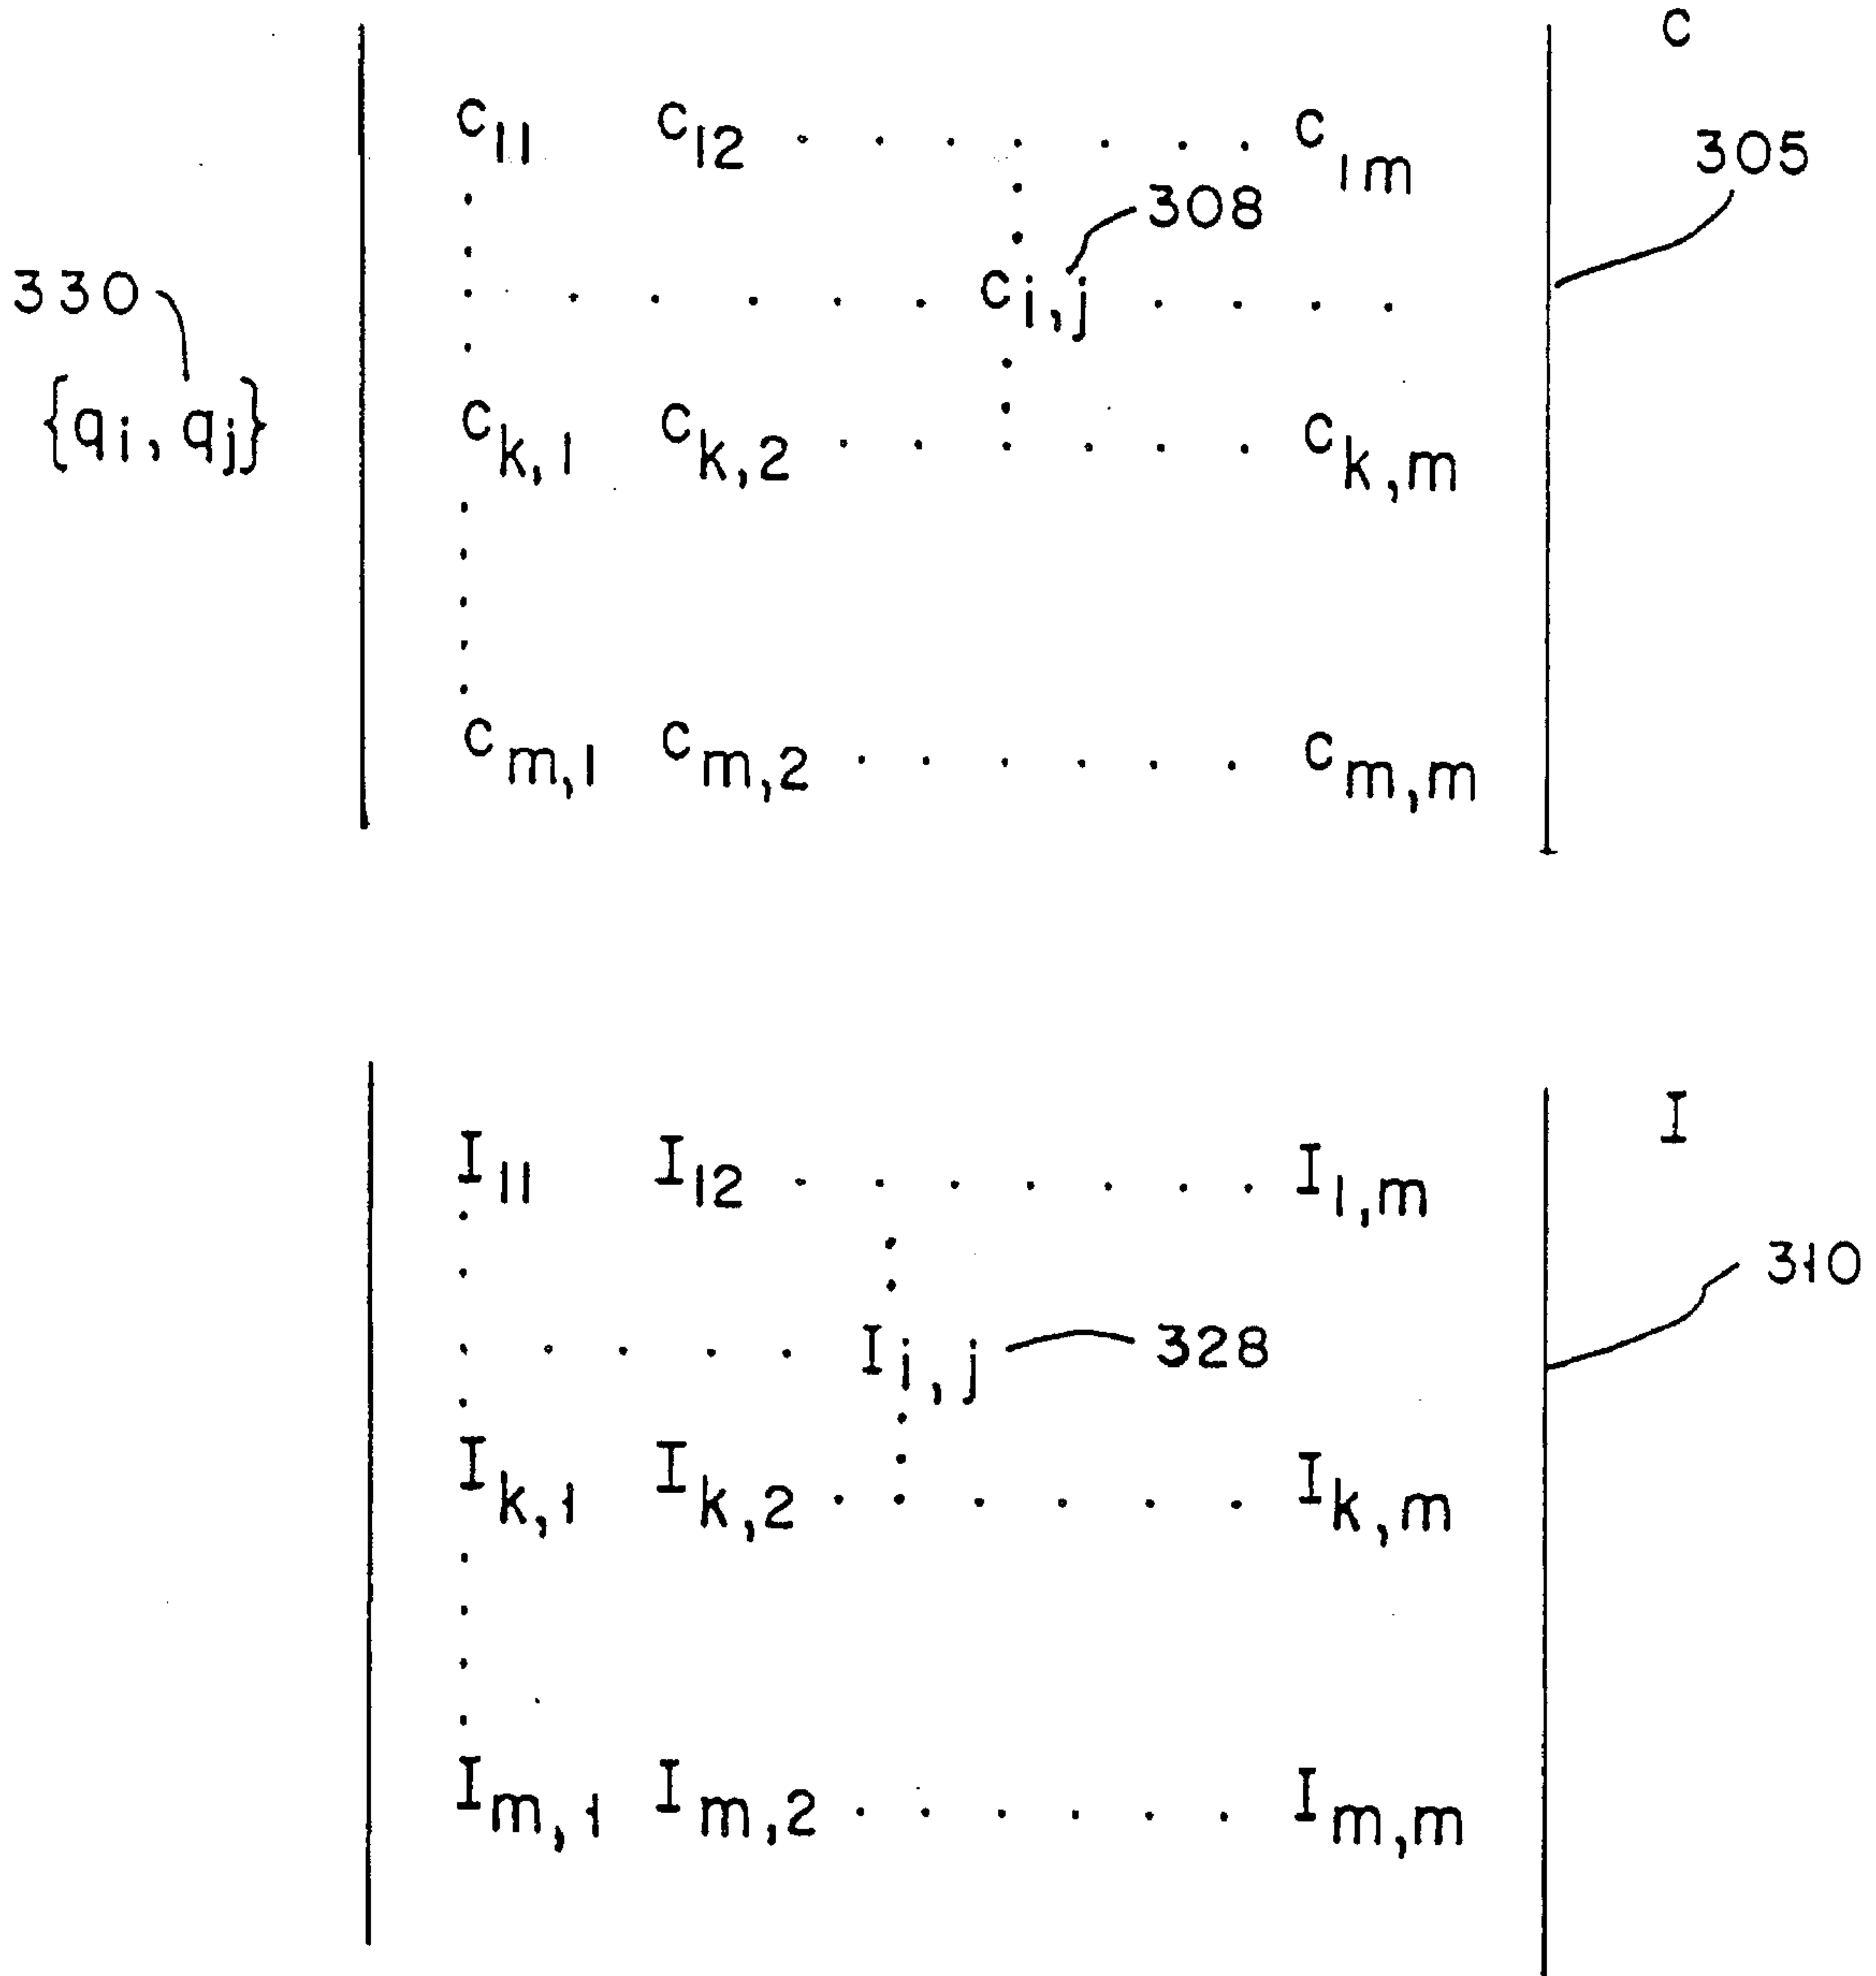 C
c11 c12 . . . . . . . c1m
305
308
330
ci,j
{qi, qj}
ck,1 ck,2 . . . . . . ck,m
cm,1 cm,2 . . . . . . cm,m
I
I11 I12 . . . . . . . I1,m
310
Ii,j 328
Ik,1 Ik,2 . . . . . . Ik,m
Im,1 Im,2 . . . . . . Im,m